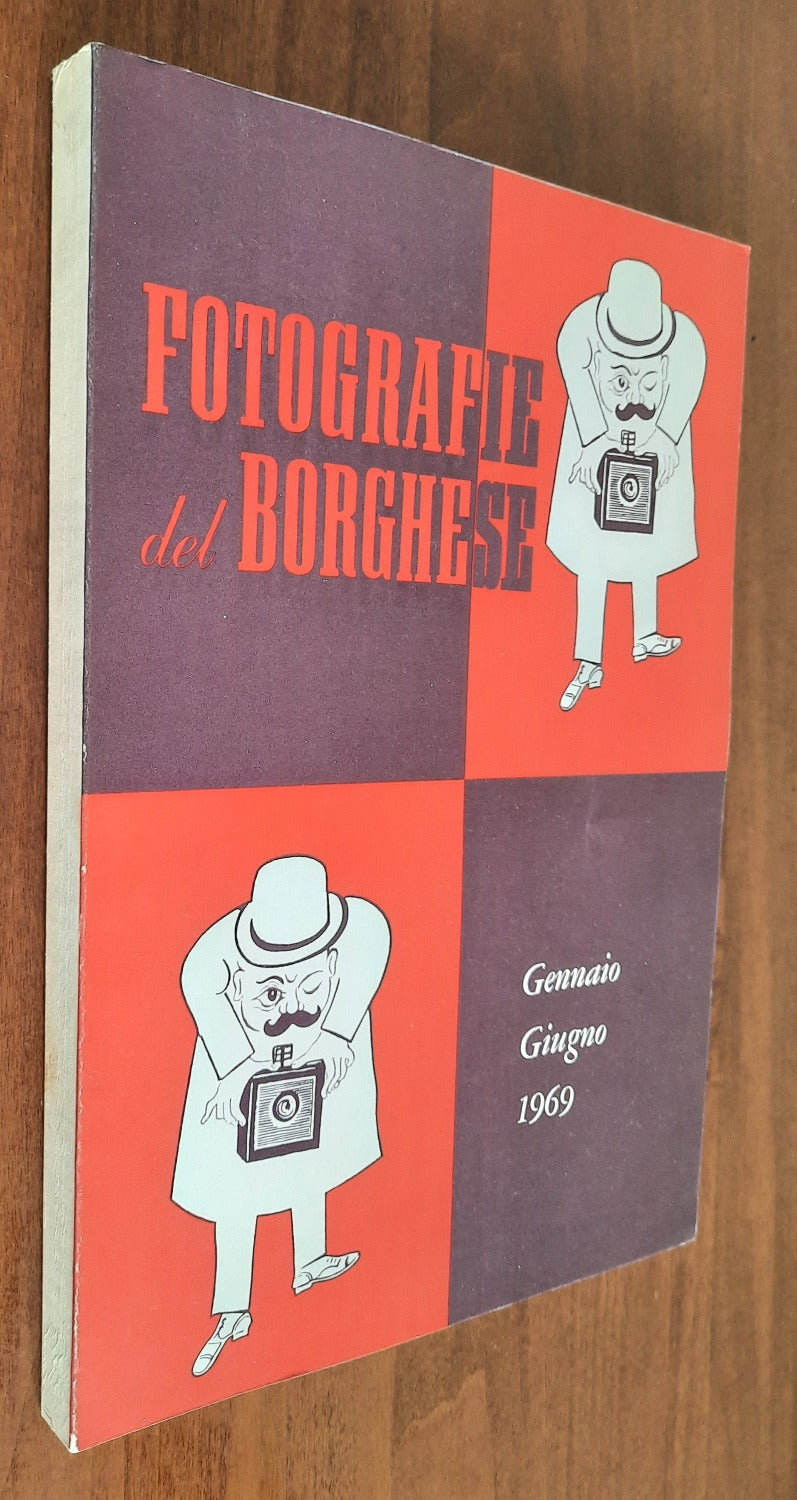 FOTOGRAFIE
del BORGHESE
Gennaio
Giugno
1969